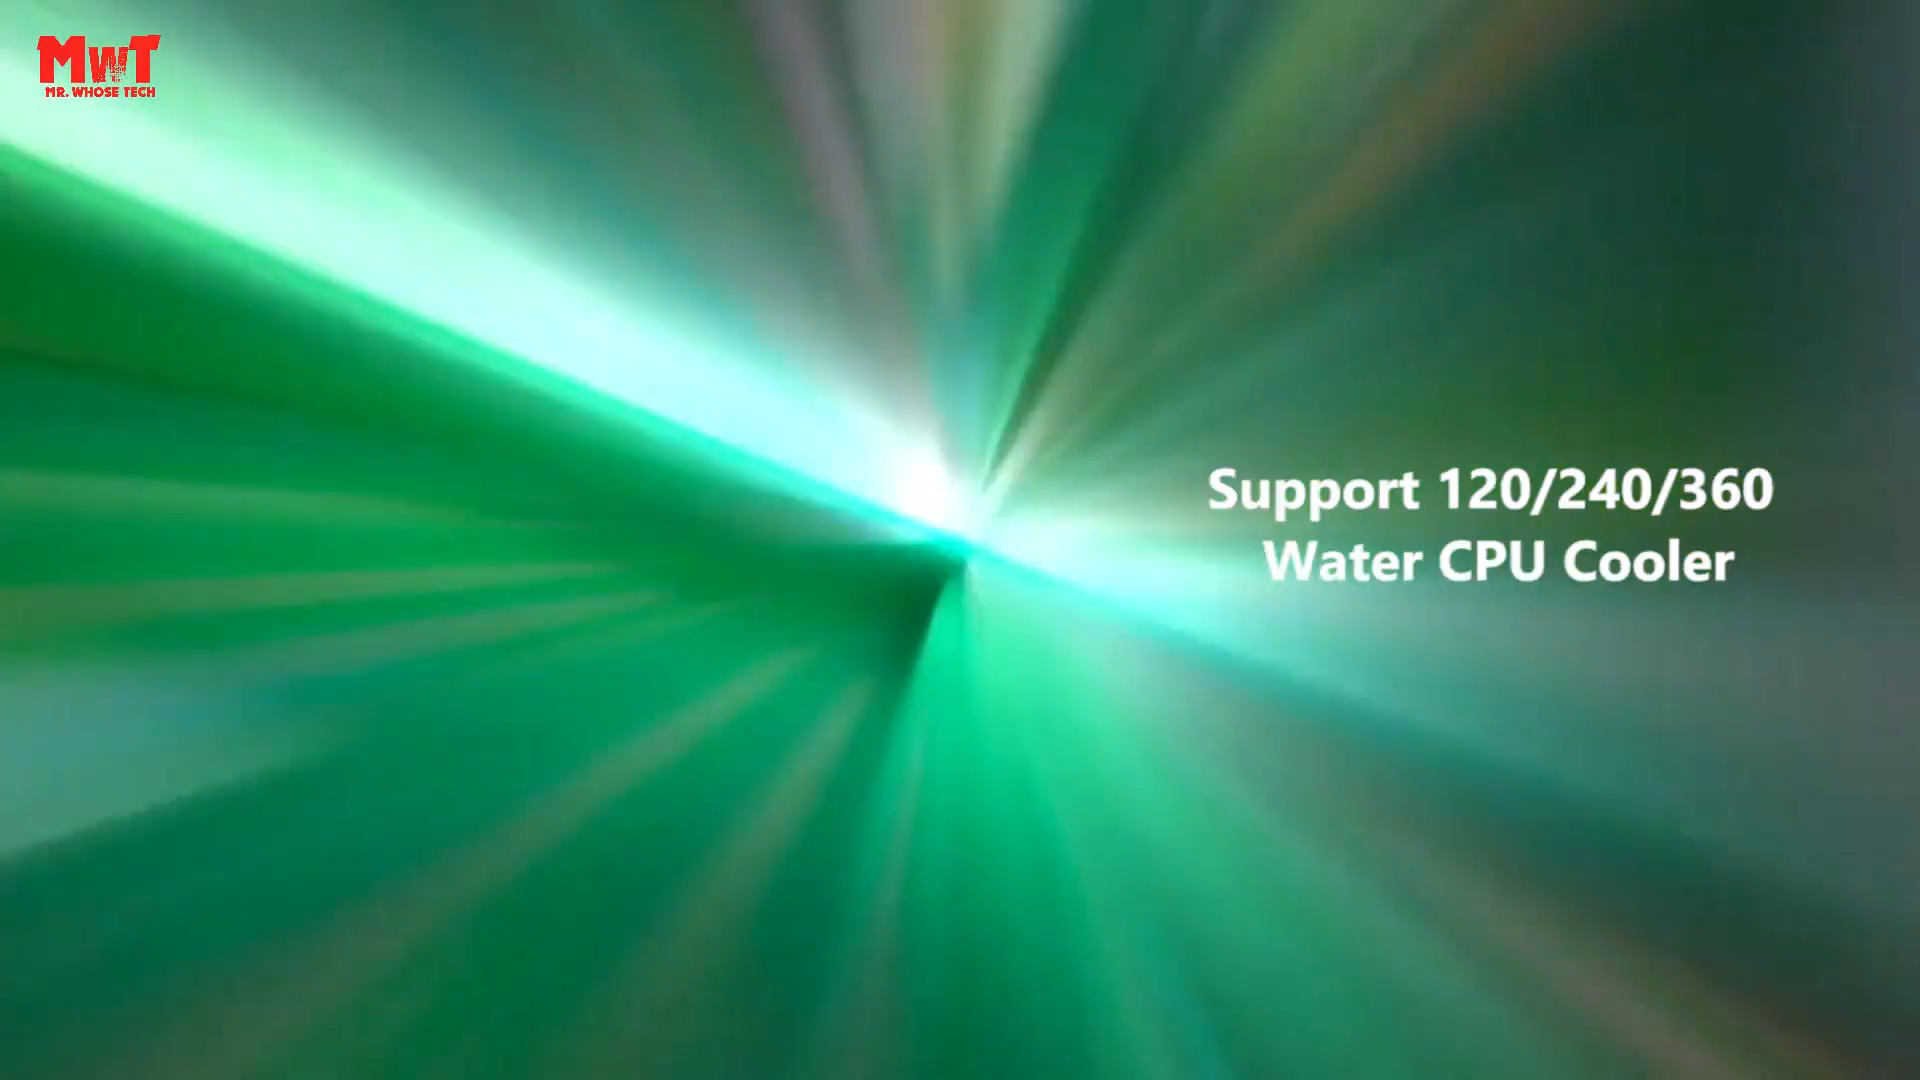 MWT
MR. WHOSE TECH
Support 120/240/360
Water CPU Cooler